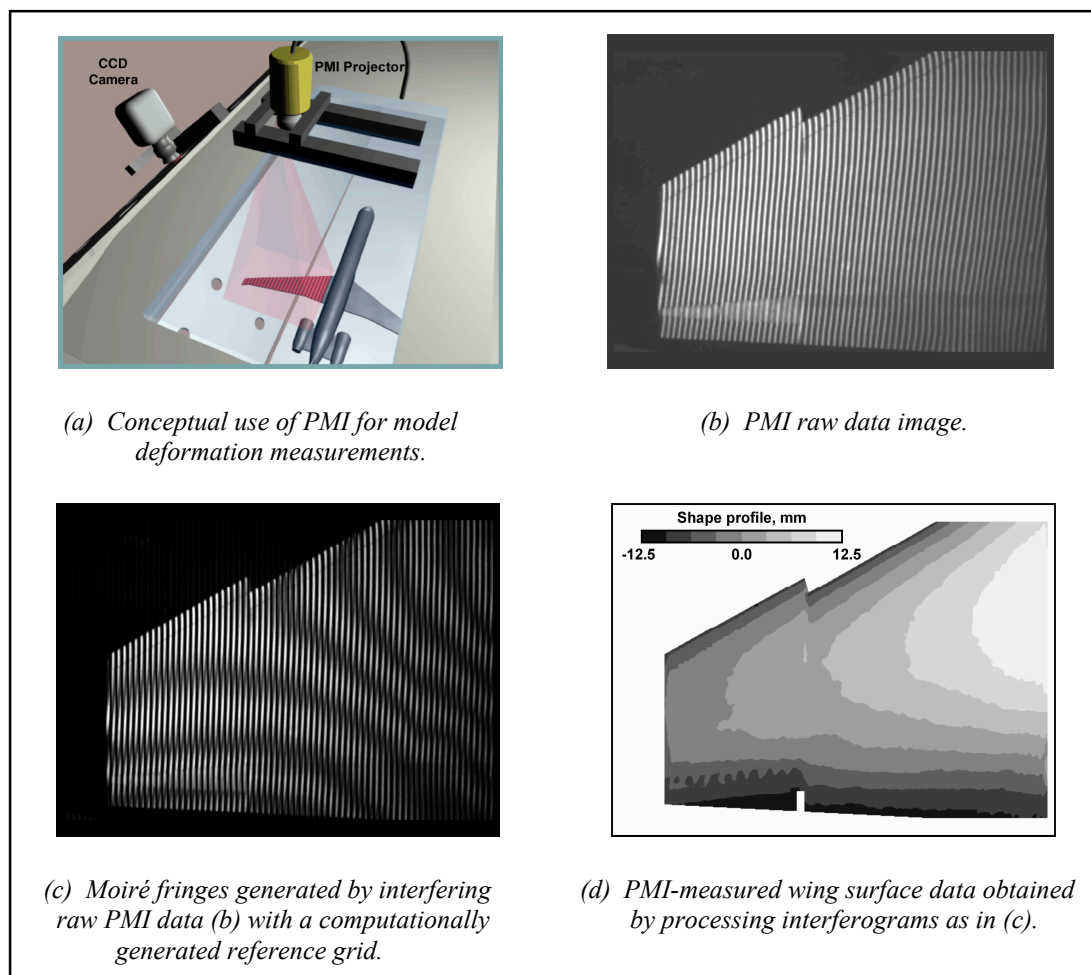 CCD
Camera
PMI Projector
(a) Conceptual use of PMI for model
deformation measurements.
(b) PMI raw data image.
Shape profile, mm
-12.5 0.0 12.5
(c) Moiré fringes generated by interfering
raw PMI data (b) with a computationally
generated reference grid.
(d) PMI-measured wing surface data obtained
by processing interferograms as in (c).